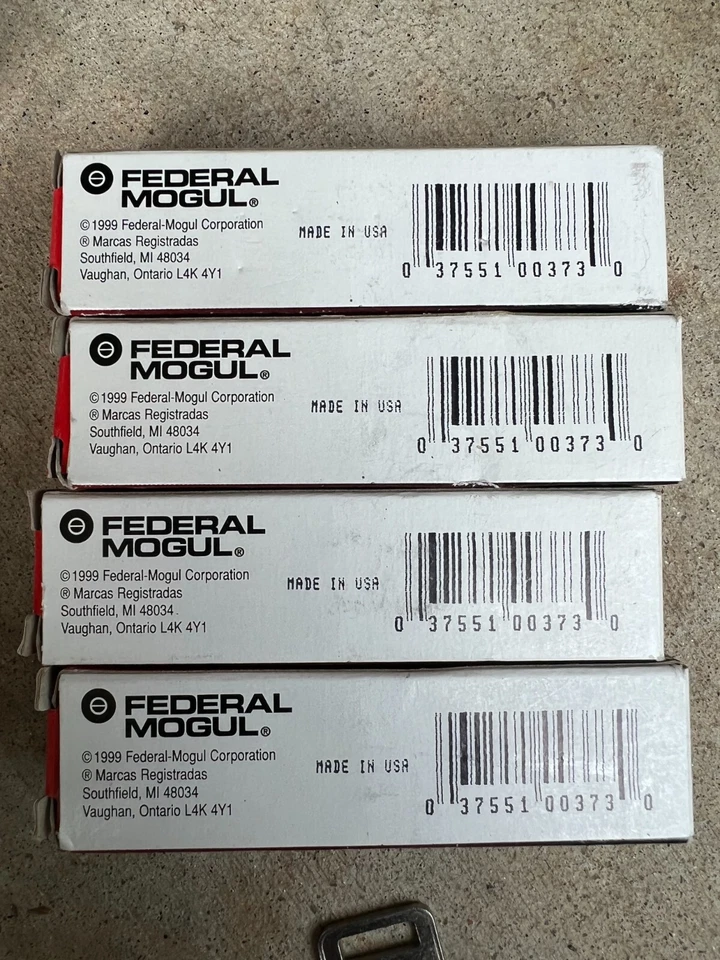 FEDERAL
MOGUL®
©1999 Federal-Mogul Corporation
® Marcas Registradas
Southfield, MI 48034
Vaughan, Ontario L4K 4Y1
MADE IN USA
0 37551 00373 0
FEDERAL
MOGUL®
©1999 Federal-Mogul Corporation
® Marcas Registradas
Southfield, MI 48034
Vaughan, Ontario L4K 4Y1
MADE IN USA
0 37551 00373 0
FEDERAL
MOGUL®
©1999 Federal-Mogul Corporation
® Marcas Registradas
Southfield, MI 48034
Vaughan, Ontario L4K 4Y1
MADE IN USA
0 37551 00373 0
FEDERAL
MOGUL®
©1999 Federal-Mogul Corporation
® Marcas Registradas
Southfield, MI 48034
Vaughan, Ontario L4K 4Y1
MADE IN USA
0 37551 00373 0